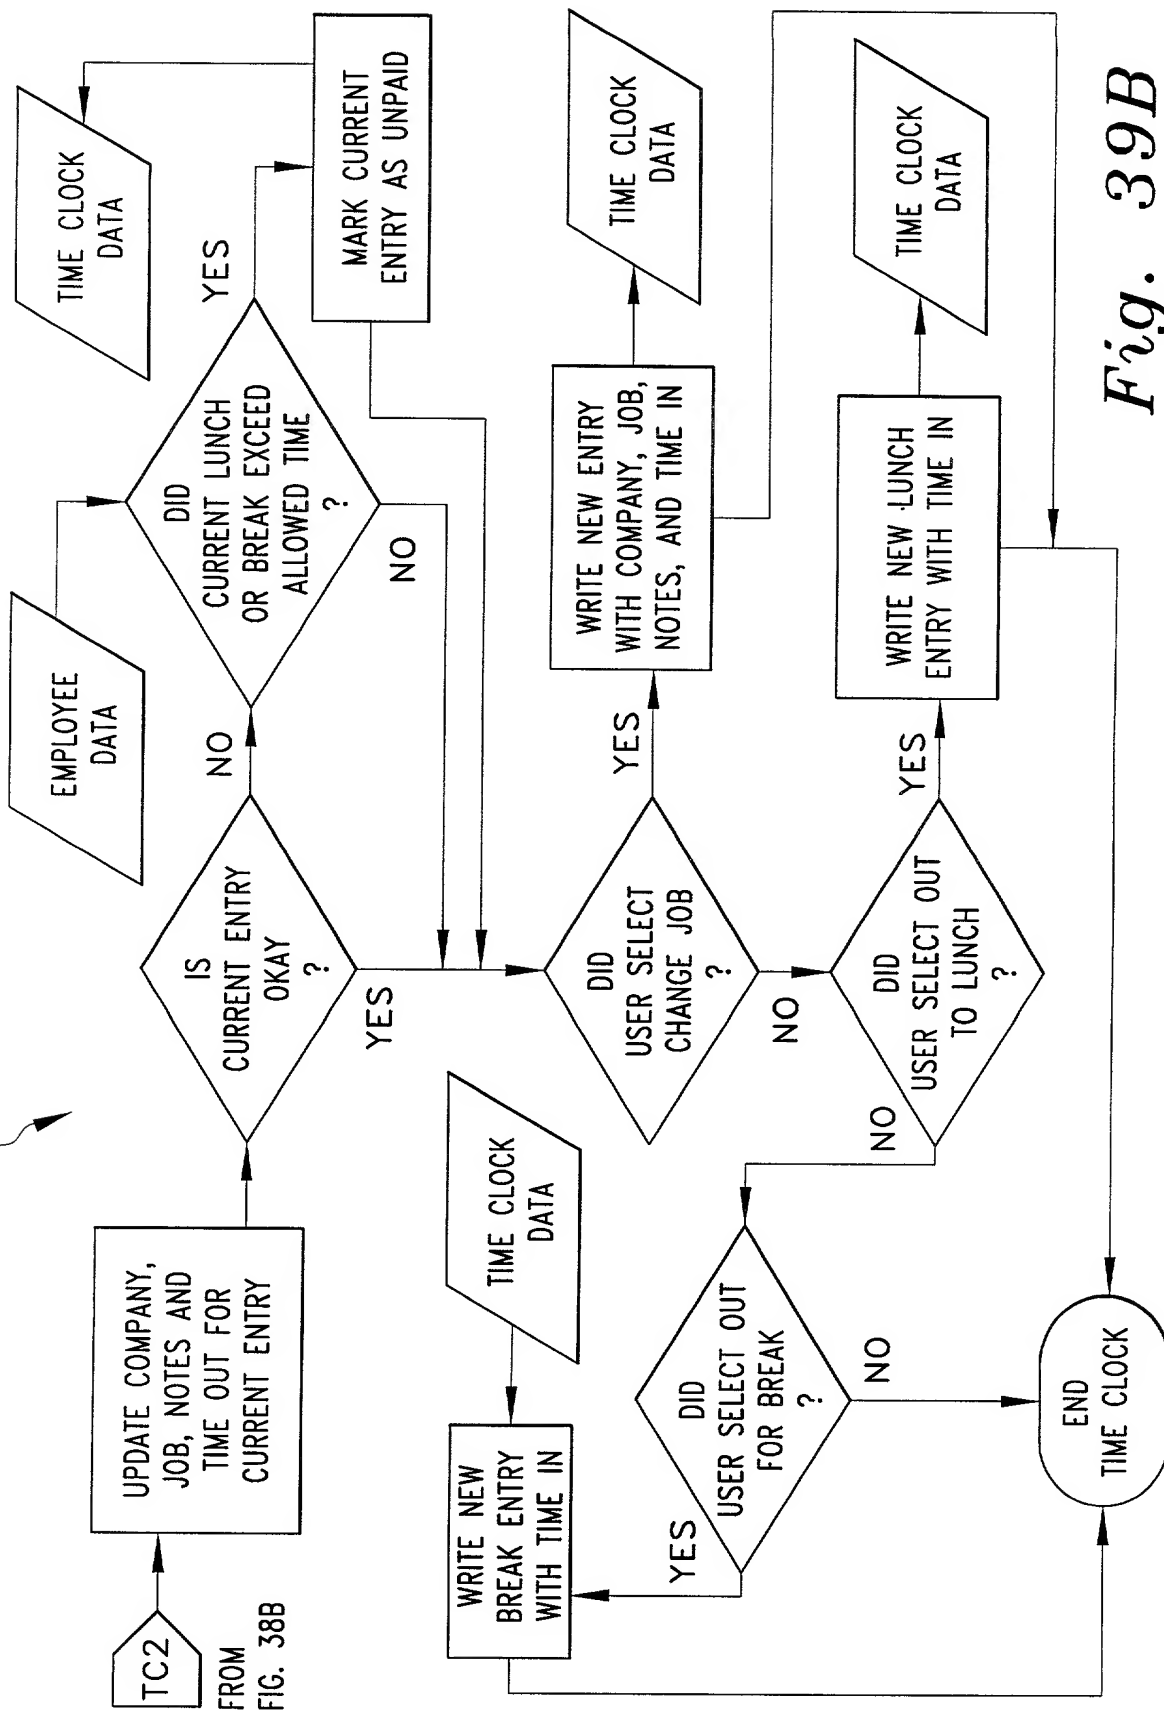 TC2
FROM
FIG. 38B
UPDATE COMPANY,
JOB, NOTES AND
TIME OUT FOR
CURRENT ENTRY
IS
CURRENT ENTRY
OKAY
?
NO
YES
EMPLOYEE
DATA
DID
CURRENT LUNCH
OR BREAK EXCEED
ALLOWED TIME
?
YES
NO
TIME CLOCK
DATA
MARK CURRENT
ENTRY AS UNPAID
DID
USER SELECT
CHANGE JOB
?
YES
NO
WRITE NEW ENTRY
WITH COMPANY, JOB,
NOTES, AND TIME IN
TIME CLOCK
DATA
DID
USER SELECT OUT
TO LUNCH
?
YES
NO
WRITE NEW LUNCH
ENTRY WITH TIME IN
TIME CLOCK
DATA
DID
USER SELECT OUT
FOR BREAK
?
YES
NO
TIME CLOCK
DATA
WRITE NEW
BREAK ENTRY
WITH TIME IN
END
TIME CLOCK
Fig. 39B